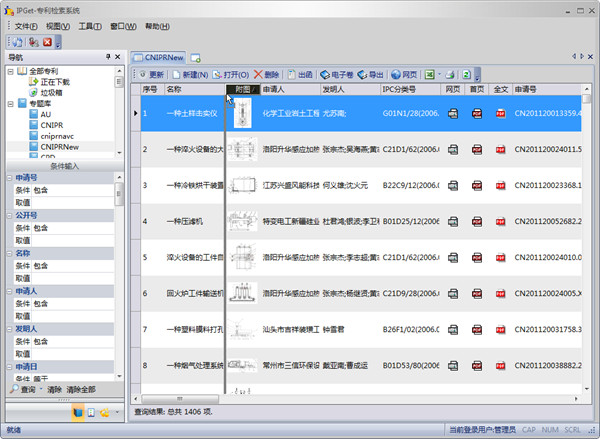 IPGet-专利检索系统
文件(F) 视图(V) 工具(T) 窗口(W) 帮助(H)
导航
全部专利
正在下载
垃圾箱
专题库
AU
CNIPR
cniprnavc
CNIPRNew
CPD
条件输入
申请号
条件 包含
取值
公开号
条件 包含
取值
名称
条件 包含
取值
申请人
条件 包含
取值
发明人
条件 包含
取值
申请日
条件 等于
查询 清除 清除全部
CNIPRNew
更新 新建(N) 打开(O) 删除 出函 电子卷 导出 网页
序号 名称 附图 申请人 发明人 IPC分类号 网页 首页 全文 申请号
1 一种土样击实仪 化学工业岩土工程 尤苏南; G01N1/28(2006. CN201120013359.4
2 一种淬火设备的大 洛阳升华感应加热 张宗杰;吴海燕;黄 C21D1/62(2006. CN201120024011.5
3 一种冷铁烘干装置 江苏兴盛风能科技 何义雄;沈火元 B22C9/12(2006. CN201120023368.1
4 一种压滤机 特变电工新疆硅业 杜君鸿;银波;李卫 B01D25/12(2006 CN201120052682.2
5 淬火设备的工件自 洛阳升华感应加热 张宗杰;李志超;黄 C21D1/62(2006. CN201120024010.0
6 回火炉工件输送机 洛阳升华感应加热 张宗杰;杨继贤;黄 C21D9/28(2006. CN201120024005.
7 一种塑料膜料打孔 汕头市吉祥装璜工 钟雪君 B26F1/02(2006.0 CN201120031758.3
8 一种烟气处理系统 常州市三信环保设 戴亚南;曹成运 B01D53/80(2006 CN201120038882.2
查询结果: 总共 1406 项.
就绪 当前登录用户:管理员 CAP NUM SCRL